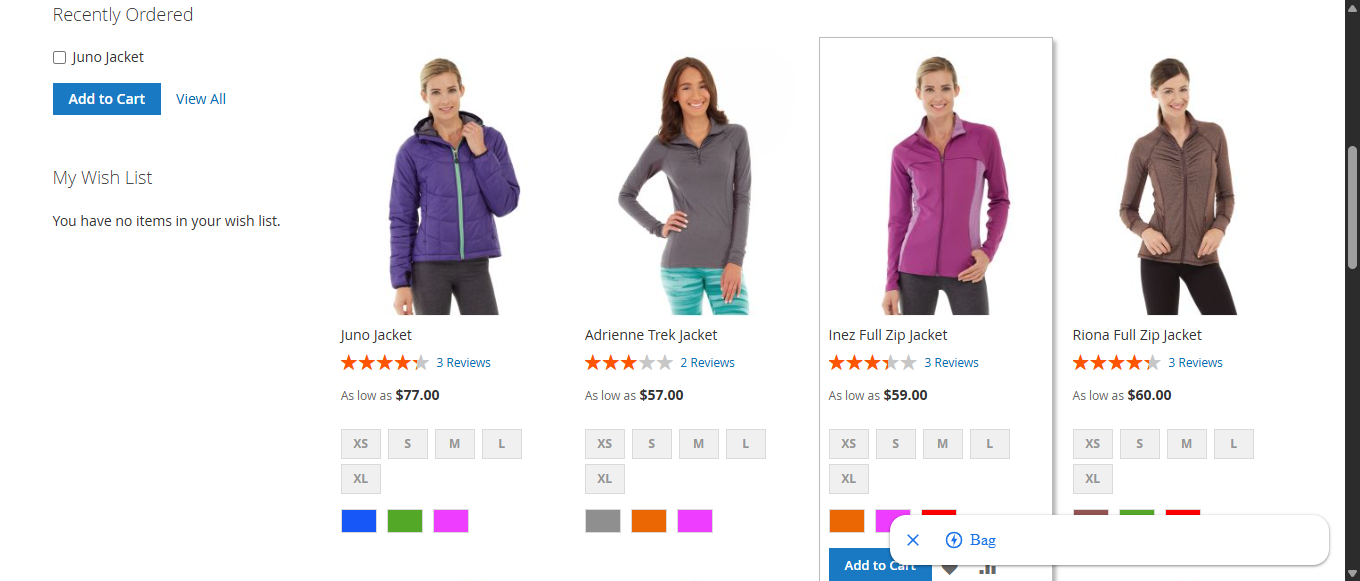 Recently Ordered
Juno Jacket
Add to Cart View All
My Wish List
You have no items in your wish list.
Juno Jacket
3 Reviews
As low as $77.00
XS S M L
XL
Adrienne Trek Jacket
2 Reviews
As low as $57.00
XS S M L
XL
Inez Full Zip Jacket
3 Reviews
As low as $59.00
XS S M L
XL
Add to Cart
Riona Full Zip Jacket
3 Reviews
As low as $60.00
XS S M L
XL
Bag